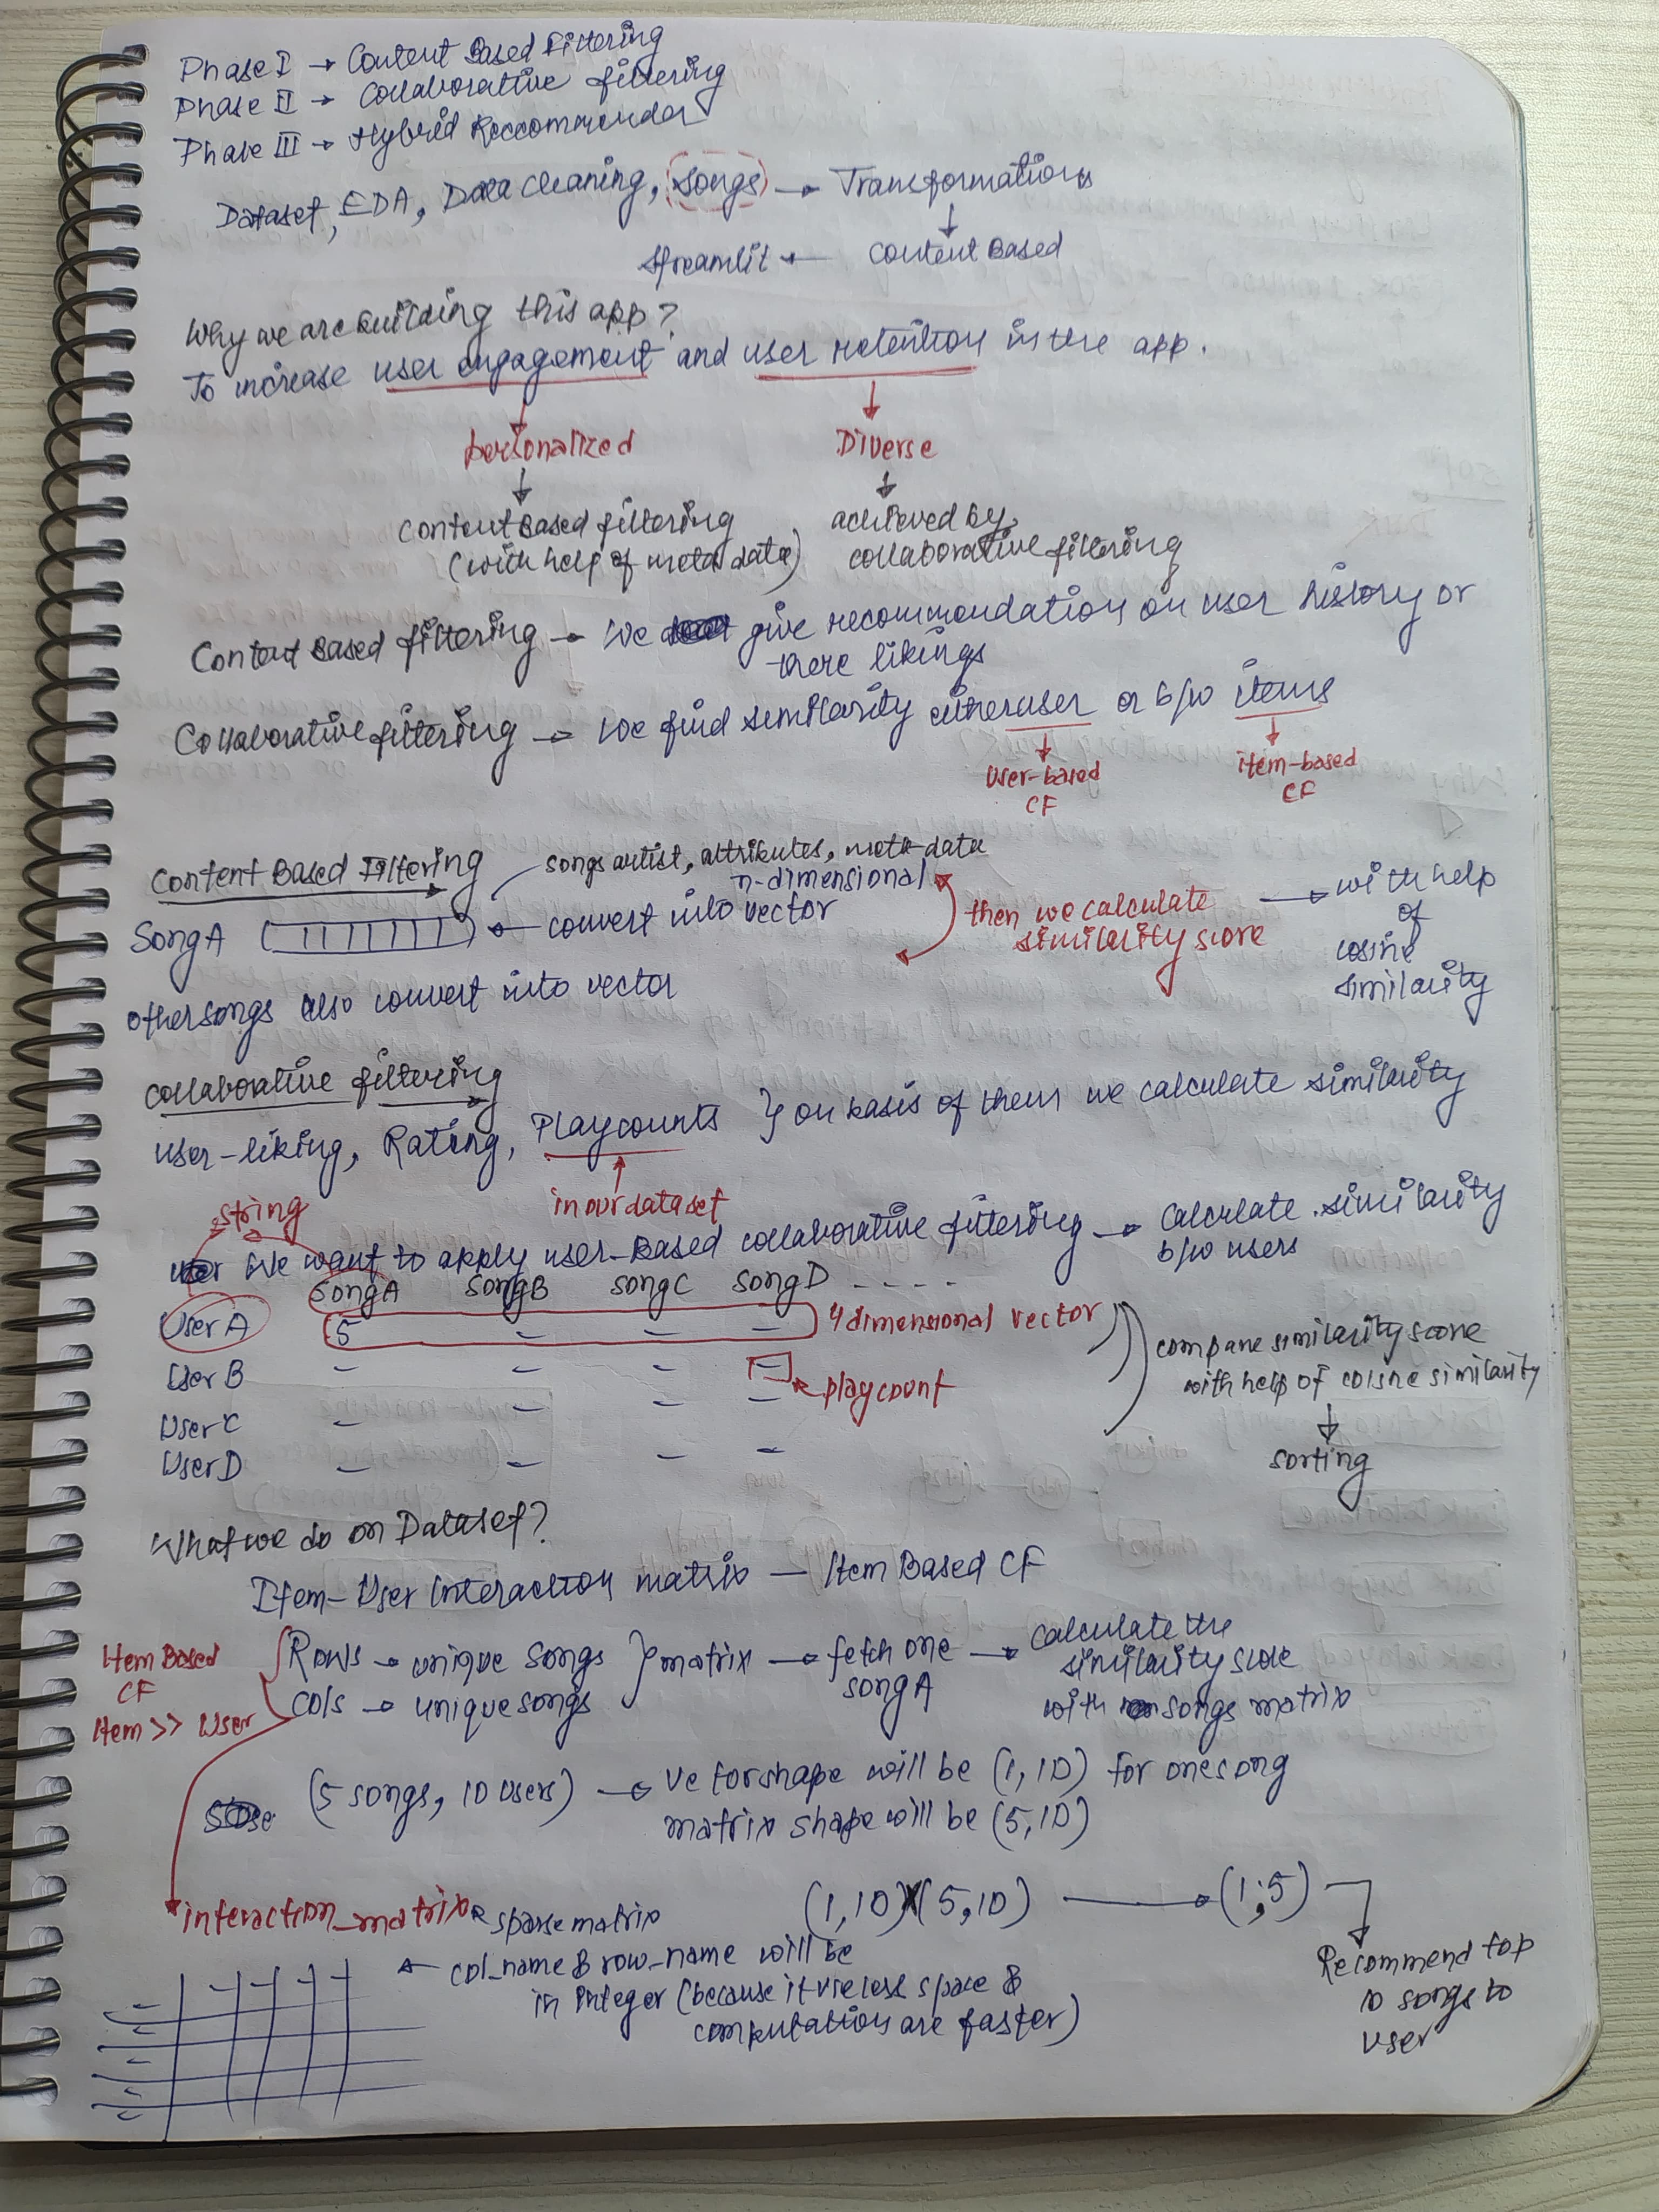 Phase I → Content Based Filtering
Phase II → Collaborative filtering
Phase III → Hybrid Reccommender
Dataset, EDA, Data cleaning, songs → Transformations
Streamlit ← Content Based
Why we are building this app?
To increase user engagement and user retention in the app.
personalized Diverse
content Based filtering achieved by
(with help of meta data) collaborative filtering
Content Based filtering → We give recommendation on user history or
there likings
Collaborative filtering → We find similarity either user or b/w items
User-based item-based
CF CF
Content Based Filtering songs artist, attributes, meta-data
n-dimensional
Song A ← convert into vector
then we calculate → with help
similarity score of
cosine
similarity
other songs also convert into vector
collaborative filtering
user-liking, Rating, Playcounts } on basis of them we calculate similarity
in our dataset
string
We want to apply user-Based collaborative filtering → Calculate similarity
b/w users
song A song B song C song D ----
User A 5 – – – 4 dimensional vector
User B – – – –
playcount
User C – – – –
User D – – – –
compare similarity score
with help of coisne similarity
sorting
What we do on Dataset?
Item-User Interaction matrix – Item Based CF
Item Based
CF
Item >> User
Rows → unique songs } matrix → fetch one → calculate the
cols → unique songs song A similarity score
with songs matrix
(5 songs, 10 users) → Vector shape will be (1,10) for one song
matrix shape will be (5,10)
(1,10) X (5,10) → (1,5)
Recommend top
10 songs to
user
interaction_matrix sparse matrix
← col_name & row_name will be
in Integer (because it use less space &
computations are faster)